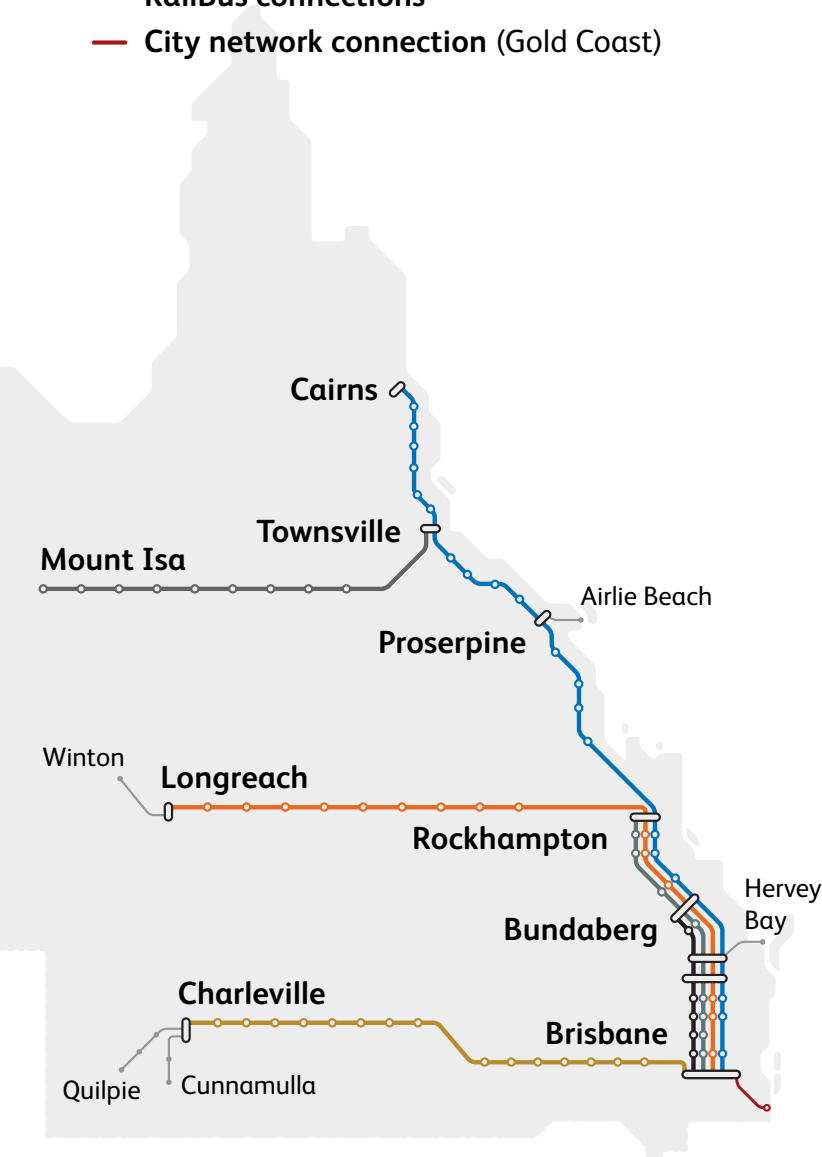 RailBus connections
City network connection (Gold Coast)
Cairns
Townsville
Mount Isa
Airlie Beach
Proserpine
Winton
Longreach
Rockhampton
Hervey
Bay
Bundaberg
Charleville
Brisbane
Quilpie
Cunnamulla